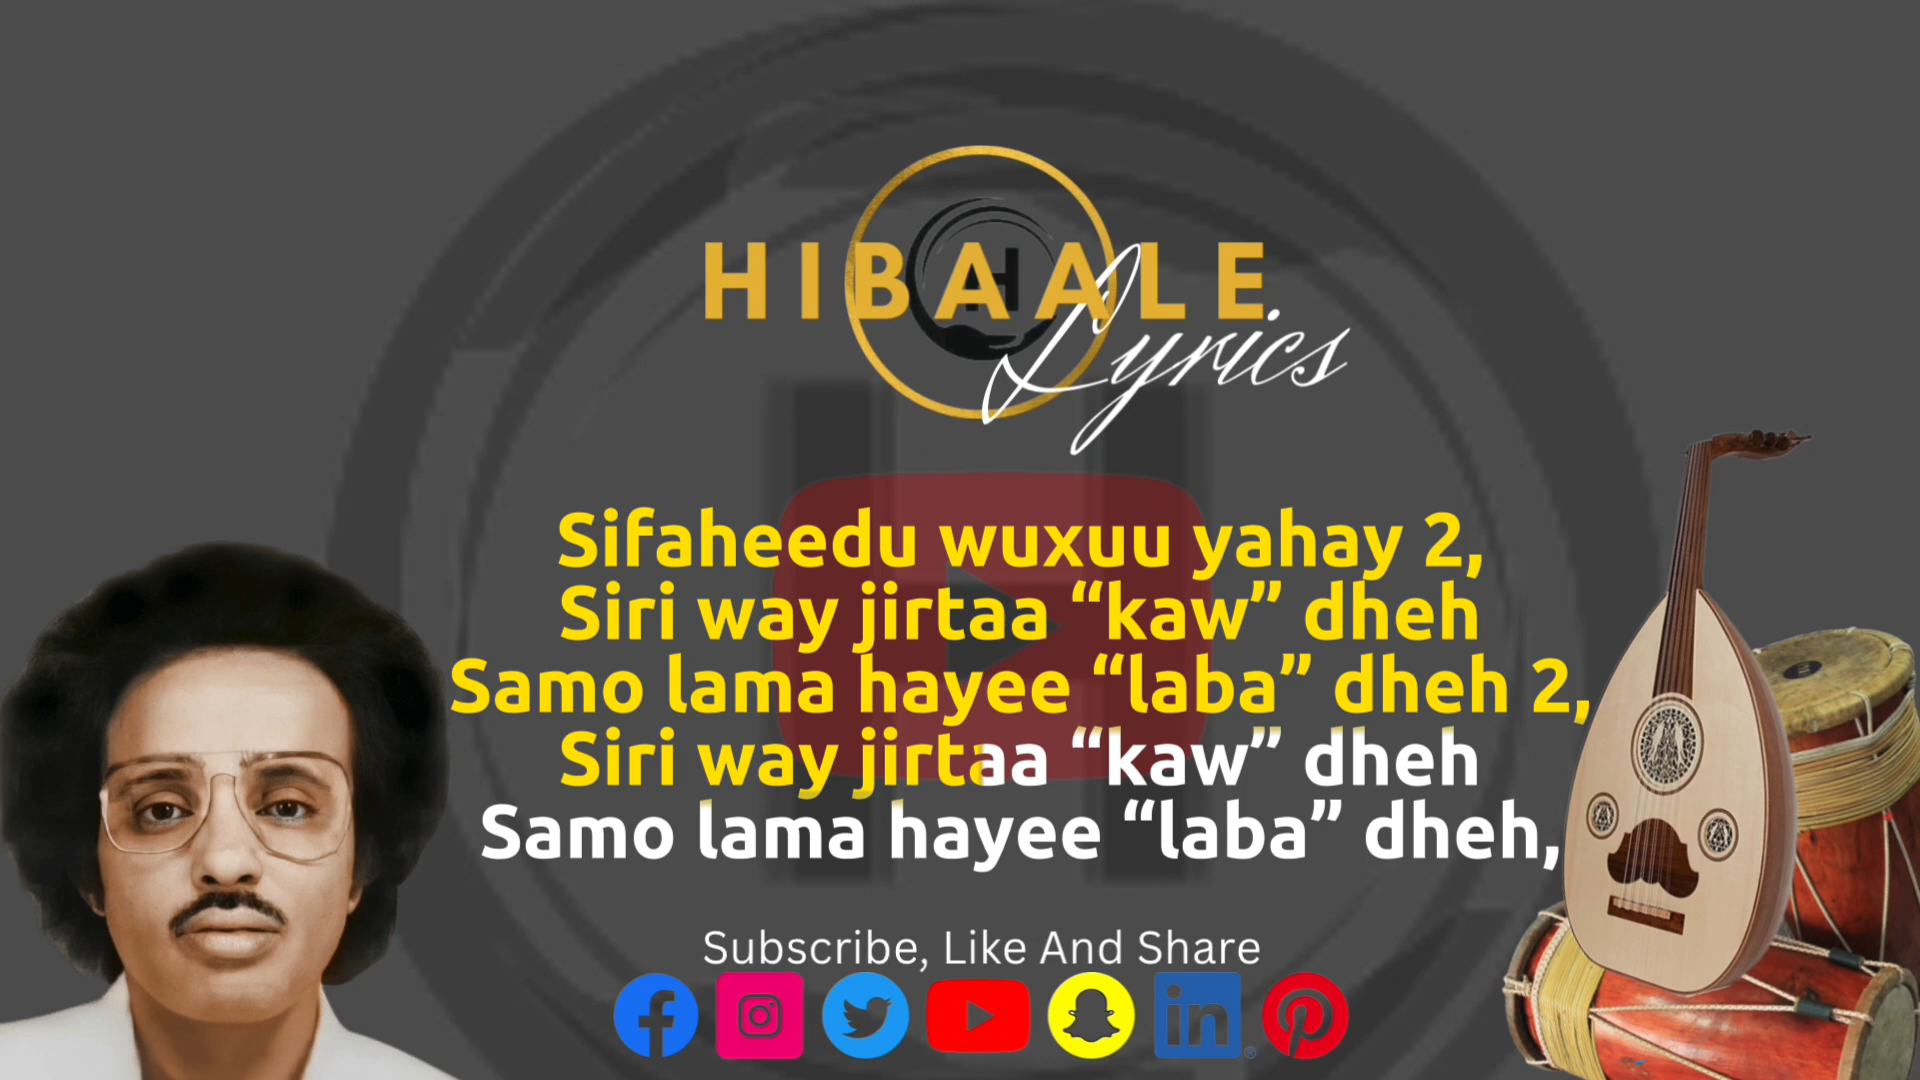 HIBAALE
Lyrics
Sifaheedu wuxuu yahay 2,
Siri way jirtaa “kaw” dheh
Samo lama hayee “laba” dheh 2,
Siri way jirtaa “kaw” dheh
Samo lama hayee “laba” dheh,
Subscribe, Like And Share